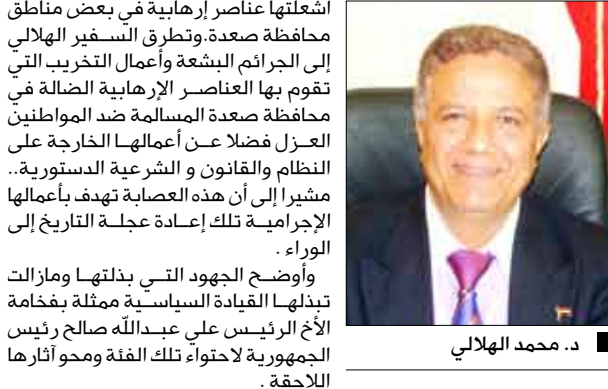 اشعلتها عناصر إرهابية في بعض مناطق
محافظة صعدة.وتطرق السفير الهلالي
إلى الجرائم البشعة وأعمال التخريب التي
تقوم بها العناصر الإرهابية الضالة في
محافظة صعدة المسالمة ضد المواطنين
العزل فضلا عن أعمالها الخارجة على
النظام والقانون و الشرعية الدستورية..
مشيرا إلى أن هذه العصابة تهدف بأعمالها
الإجرامية تلك إعادة عجلة التاريخ إلى
الوراء .
وأوضح الجهود التي بذلتها ومازالت
تبذلها القيادة السياسية ممثلة بفخامة
الأخ الرئيس علي عبدالله صالح رئيس
الجمهورية لاحتواء تلك الفئة ومحو آثارها
اللاحقة .
د. محمد الهلالي